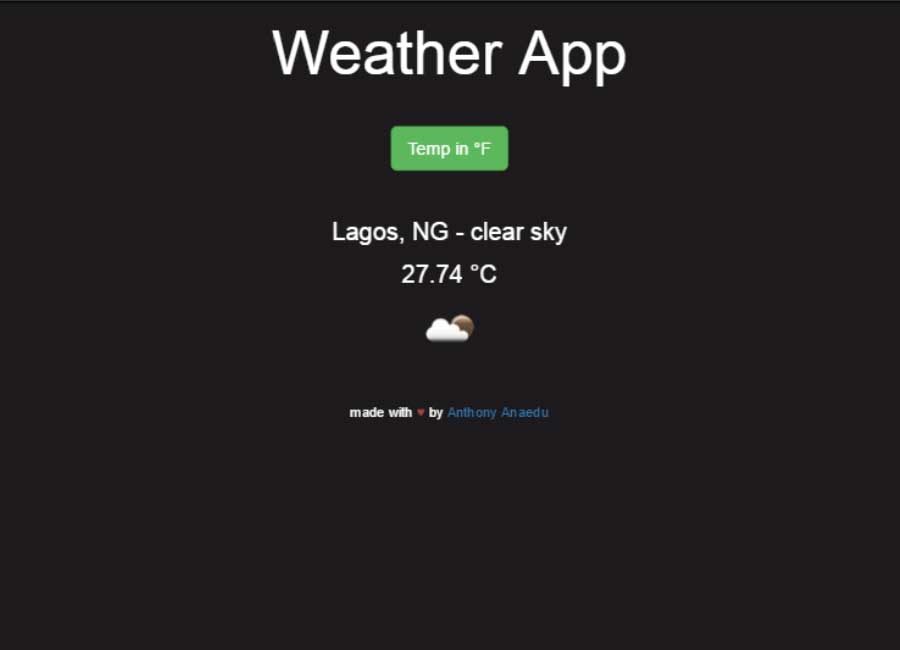 Weather App
Temp in °F
Lagos, NG - clear sky
27.74 °C
made with ♥ by Anthony Anaedu